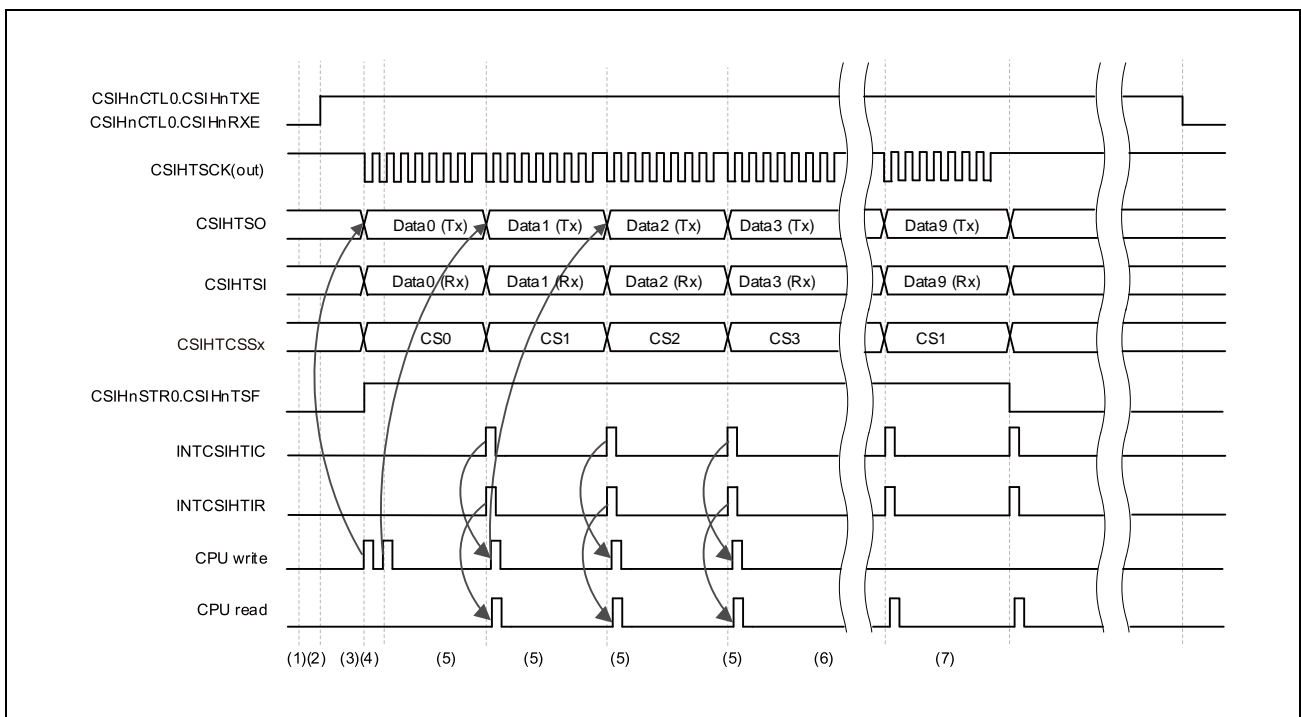 CSIHnCTL0.CSIHnTXE
CSIHnCTL0.CSIHnRXE
CSIHTSCK(out)
CSIHTSO Data0 (Tx) Data1 (Tx) Data2 (Tx) Data3 (Tx) Data9 (Tx)
CSIHTSI Data0 (Rx) Data1 (Rx) Data2 (Rx) Data3 (Rx) Data9 (Rx)
CSIHTCSSx CS0 CS1 CS2 CS3 CS1
CSIHnSTR0.CSIHnTSF
INTCSIHTIC
INTCSIHTIR
CPU write
CPU read
(1)(2) (3)(4) (5) (5) (5) (5) (6) (7)